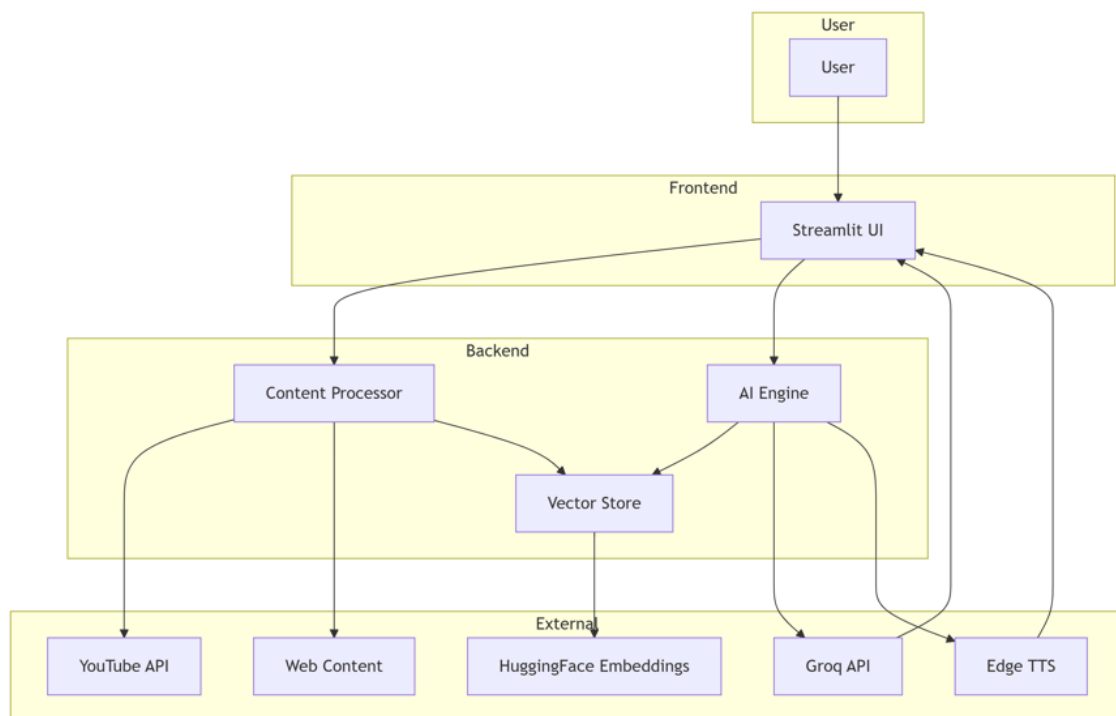 User
User
Frontend
Streamlit UI
Backend
Content Processor
AI Engine
Vector Store
External
YouTube API
Web Content
HuggingFace Embeddings
Groq API
Edge TTS